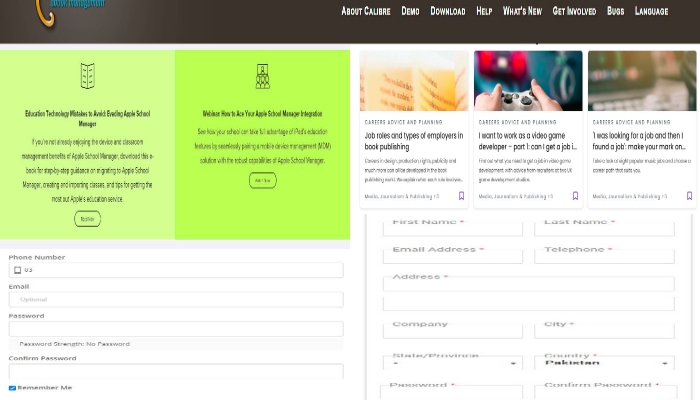 ebook management
About Calibre Demo Download Help What's New Get Involved Bugs Language
Education Technology Mistakes to Avoid: Evading Apple School
Manager
If you're not already enjoying the device and classroom
management benefits of Apple School Manager, download this e-
book for step-by-step guidance on migrating to Apple School
Manager, creating and importing classes, and tips for getting the
most out Apple's education service.
Webinar: How to Ace Your Apple School Manager Integration
See how your school can take full advantage of iPad's education
features by seamlessly pairing a mobile device management (MDM)
solution with the robust capabilities of Apple School Manager.
CAREERS ADVICE AND PLANNING
Job roles and types of employers in
book publishing
Careers in design, production, rights, publicity and
much more can all be developed in the book
publishing world. We explain what each role involves...
Media, Journalism & Publishing +3
CAREERS ADVICE AND PLANNING
I want to work as a video game
developer – part 1: can I get a job i...
Find out what you need to get a job in video game
development, with advice from recruiters at two UK
game development studios.
Media, Journalism & Publishing +3
CAREERS ADVICE AND PLANNING
'I was looking for a job and then I
found a job': make your mark on...
career path that suits you.
Media, Journalism & Publishing +3
Phone Number
03
Email
Optional
Password
Password Strength: No Password
Confirm Password
Remember Me
First Name * Last Name *
Email Address * Telephone *
Address *
Company City *
State/Province Country *
- Pakistan
Password * Confirm Password *